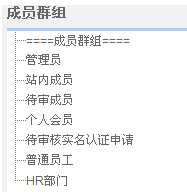 成员群组
====成员群组====
管理员
站内成员
待审成员
个人会员
待审核实名认证申请
普通员工
HR部门